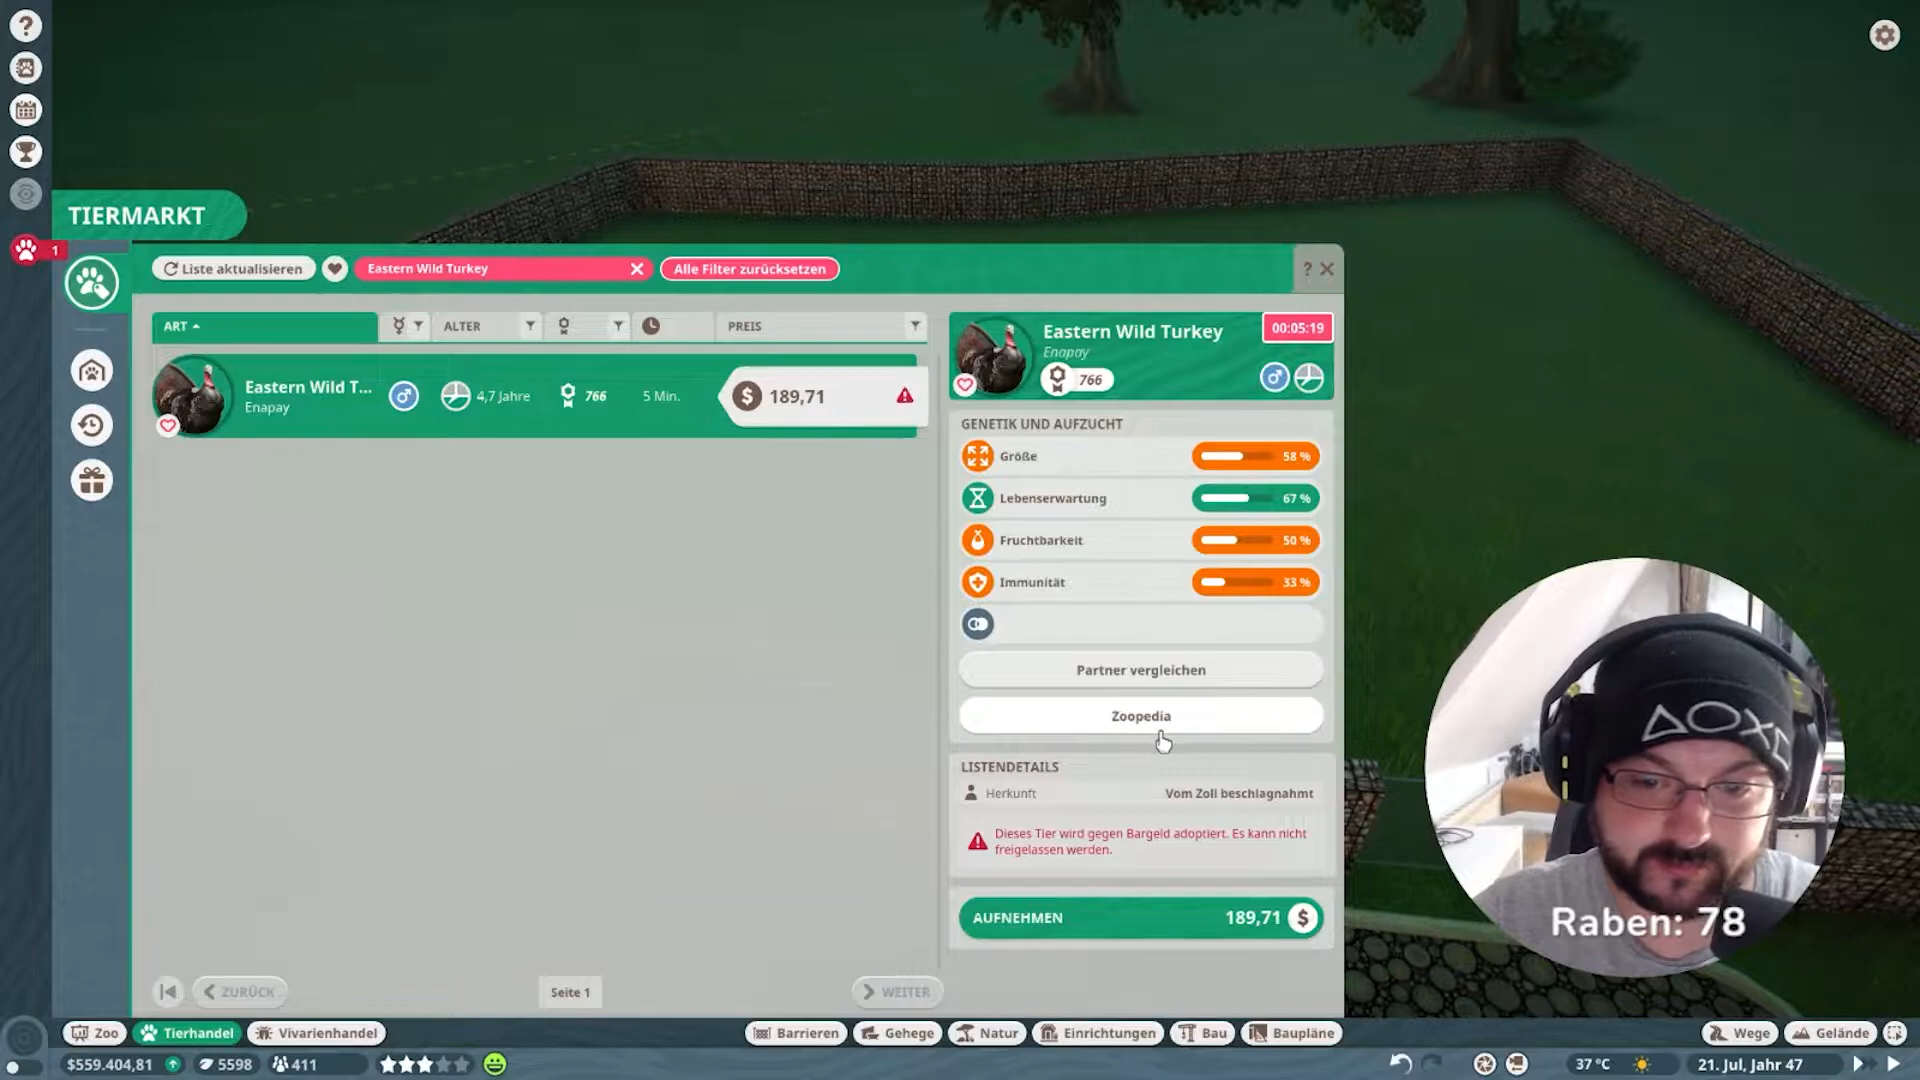 TIERMARKT
1
Liste aktualisieren
Eastern Wild Turkey
Alle Filter zurücksetzen
?
ART
ALTER
PREIS
Eastern Wild T...
Enapay
4,7 Jahre
766
5 Min.
$ 189,71
Eastern Wild Turkey
Enapay
766
00:05:19
GENETIK UND AUFZUCHT
Größe 58 %
Lebenserwartung 67 %
Fruchtbarkeit 50 %
Immunität 33 %
Partner vergleichen
Zoopedia
LISTENDETAILS
Herkunft Vom Zoll beschlagnahmt
Dieses Tier wird gegen Bargeld adoptiert. Es kann nicht
freigelassen werden.
AUFNEHMEN 189,71 $
ZURÜCK
Seite 1
WEITER
Raben: 78
Zoo
Tierhandel
Vivarienhandel
Barrieren
Gehege
Natur
Einrichtungen
Bau
Baupläne
Wege
Gelände
$559.404,81
5598
411
37 °C
21. Jul, Jahr 47